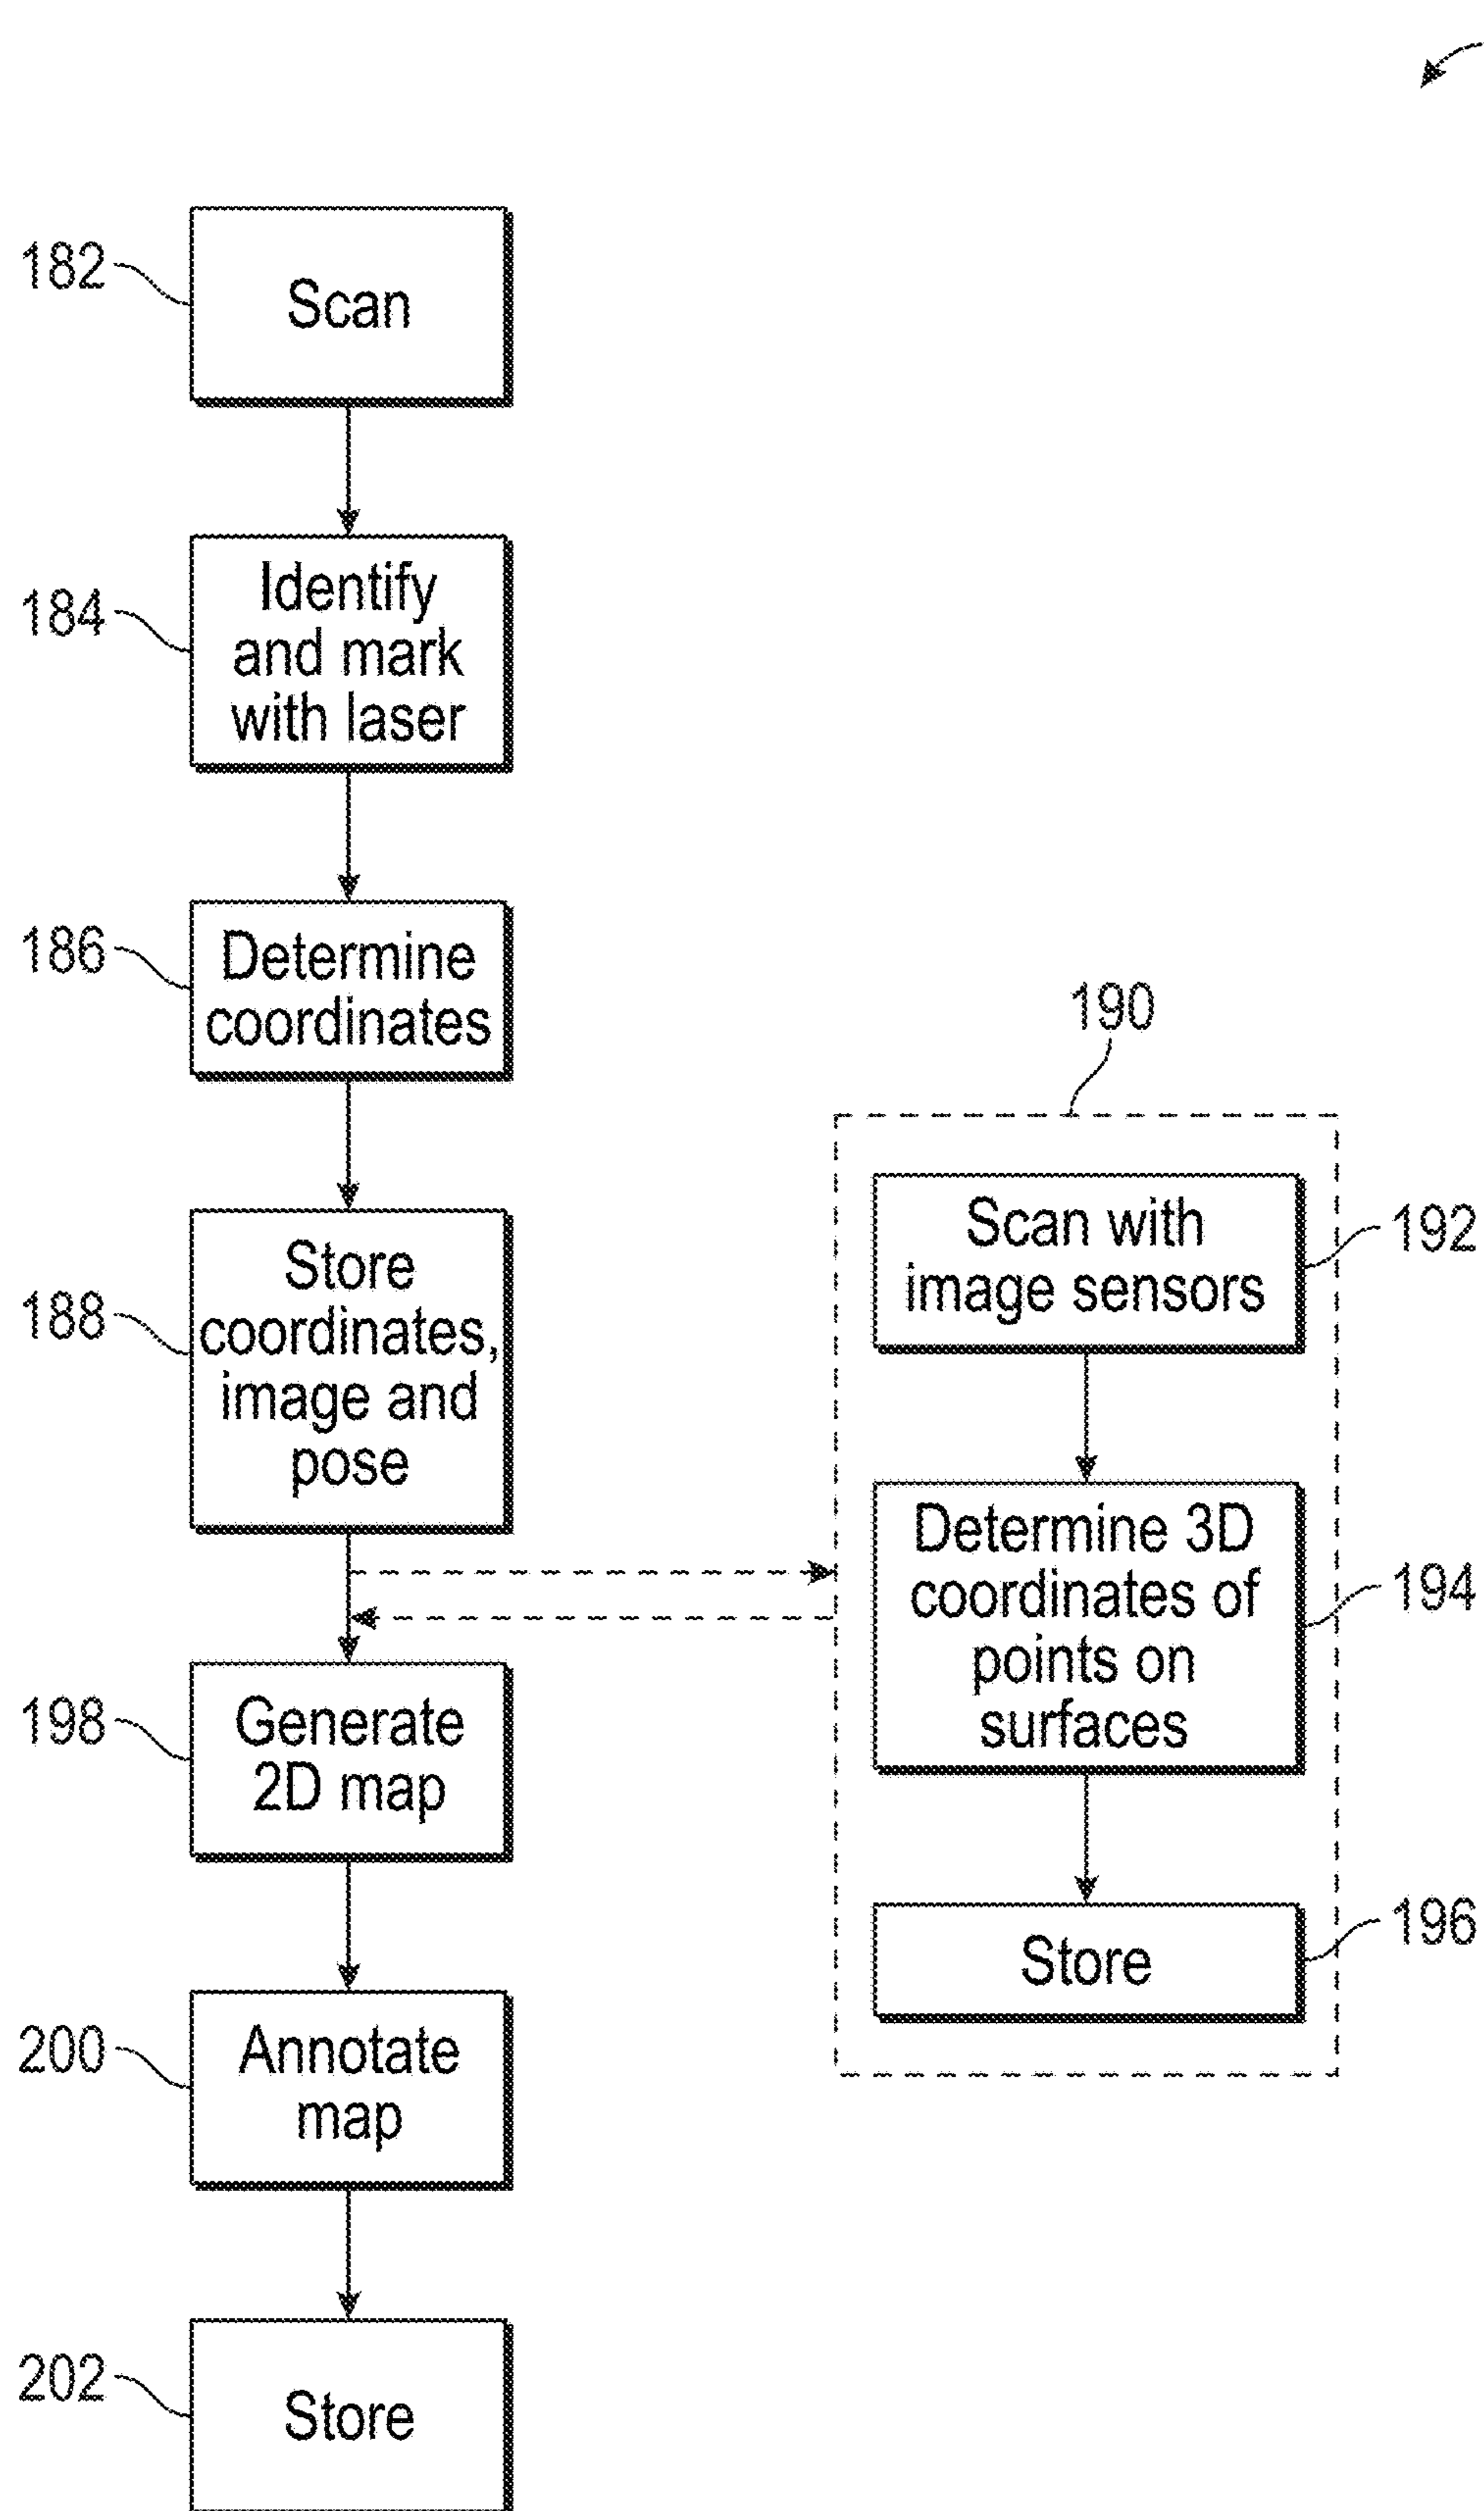 182
Scan
184
Identify
and mark
with laser
186
Determine
coordinates
188
Store
coordinates,
image and
pose
190
192
Scan with
image sensors
194
Determine 3D
coordinates of
points on
surfaces
196
Store
198
Generate
2D map
200
Annotate
map
202
Store